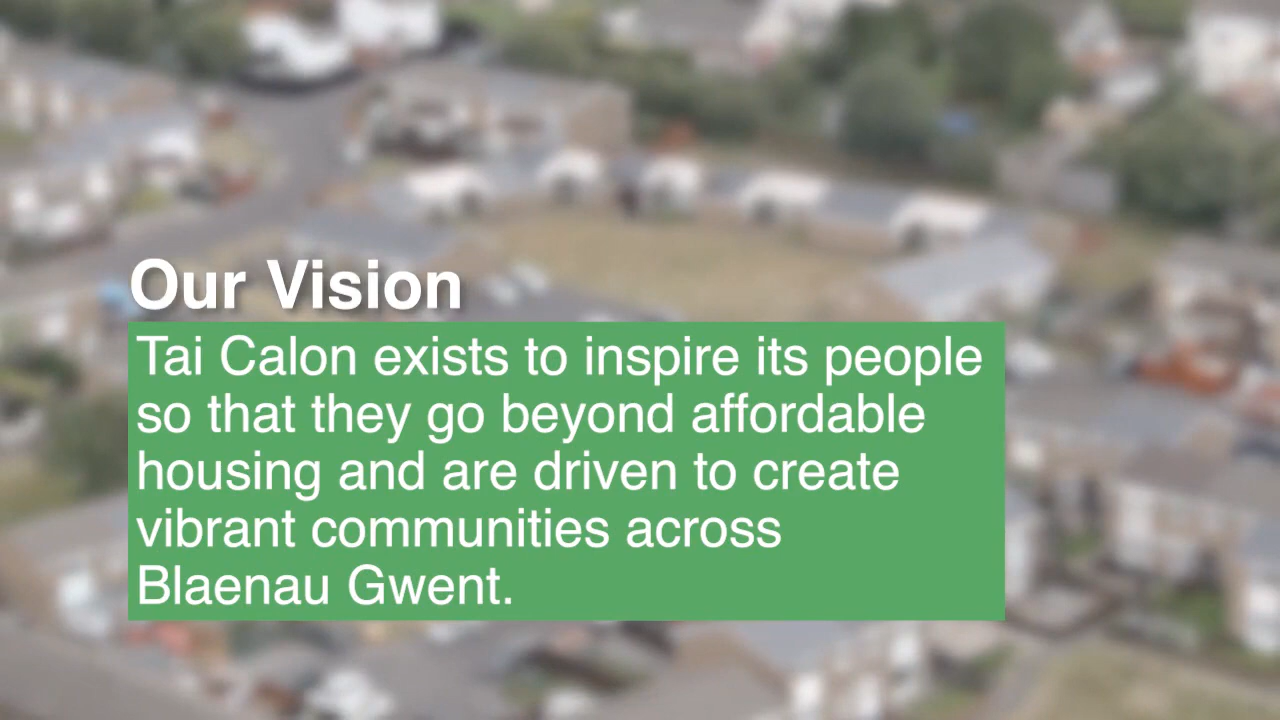 Our Vision
Tai Calon exists to inspire its people
so that they go beyond affordable
housing and are driven to create
vibrant communities across
Blaenau Gwent.